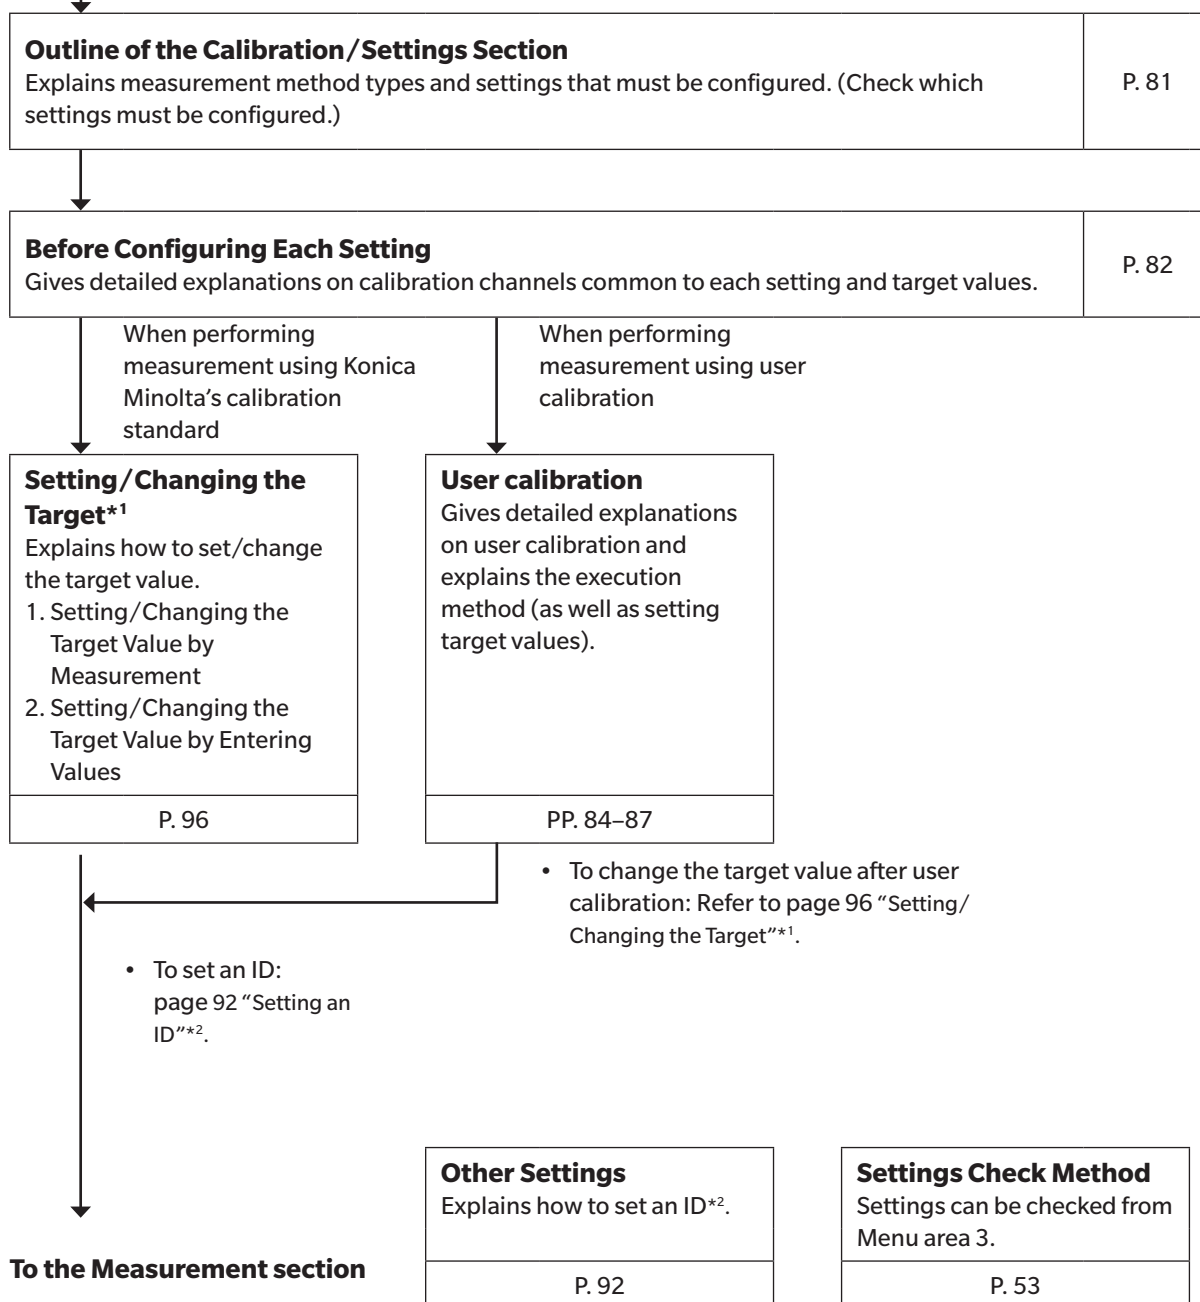 Outline of the Calibration/Settings Section
Explains measurement method types and settings that must be configured. (Check which
settings must be configured.)
P. 81
Before Configuring Each Setting
Gives detailed explanations on calibration channels common to each setting and target values.
P. 82
When performing
measurement using Konica
Minolta’s calibration
standard
When performing
measurement using user
calibration
Setting/Changing the
Target*1
Explains how to set/change
the target value.
1. Setting/Changing the
Target Value by
Measurement
2. Setting/Changing the
Target Value by Entering
Values
P. 96
User calibration
Gives detailed explanations
on user calibration and
explains the execution
method (as well as setting
target values).
PP. 84–87
• To change the target value after user
calibration: Refer to page 96 “Setting/
Changing the Target”*1.
• To set an ID:
page 92 “Setting an
ID”*2.
To the Measurement section
Other Settings
Explains how to set an ID*2.
P. 92
Settings Check Method
Settings can be checked from
Menu area 3.
P. 53